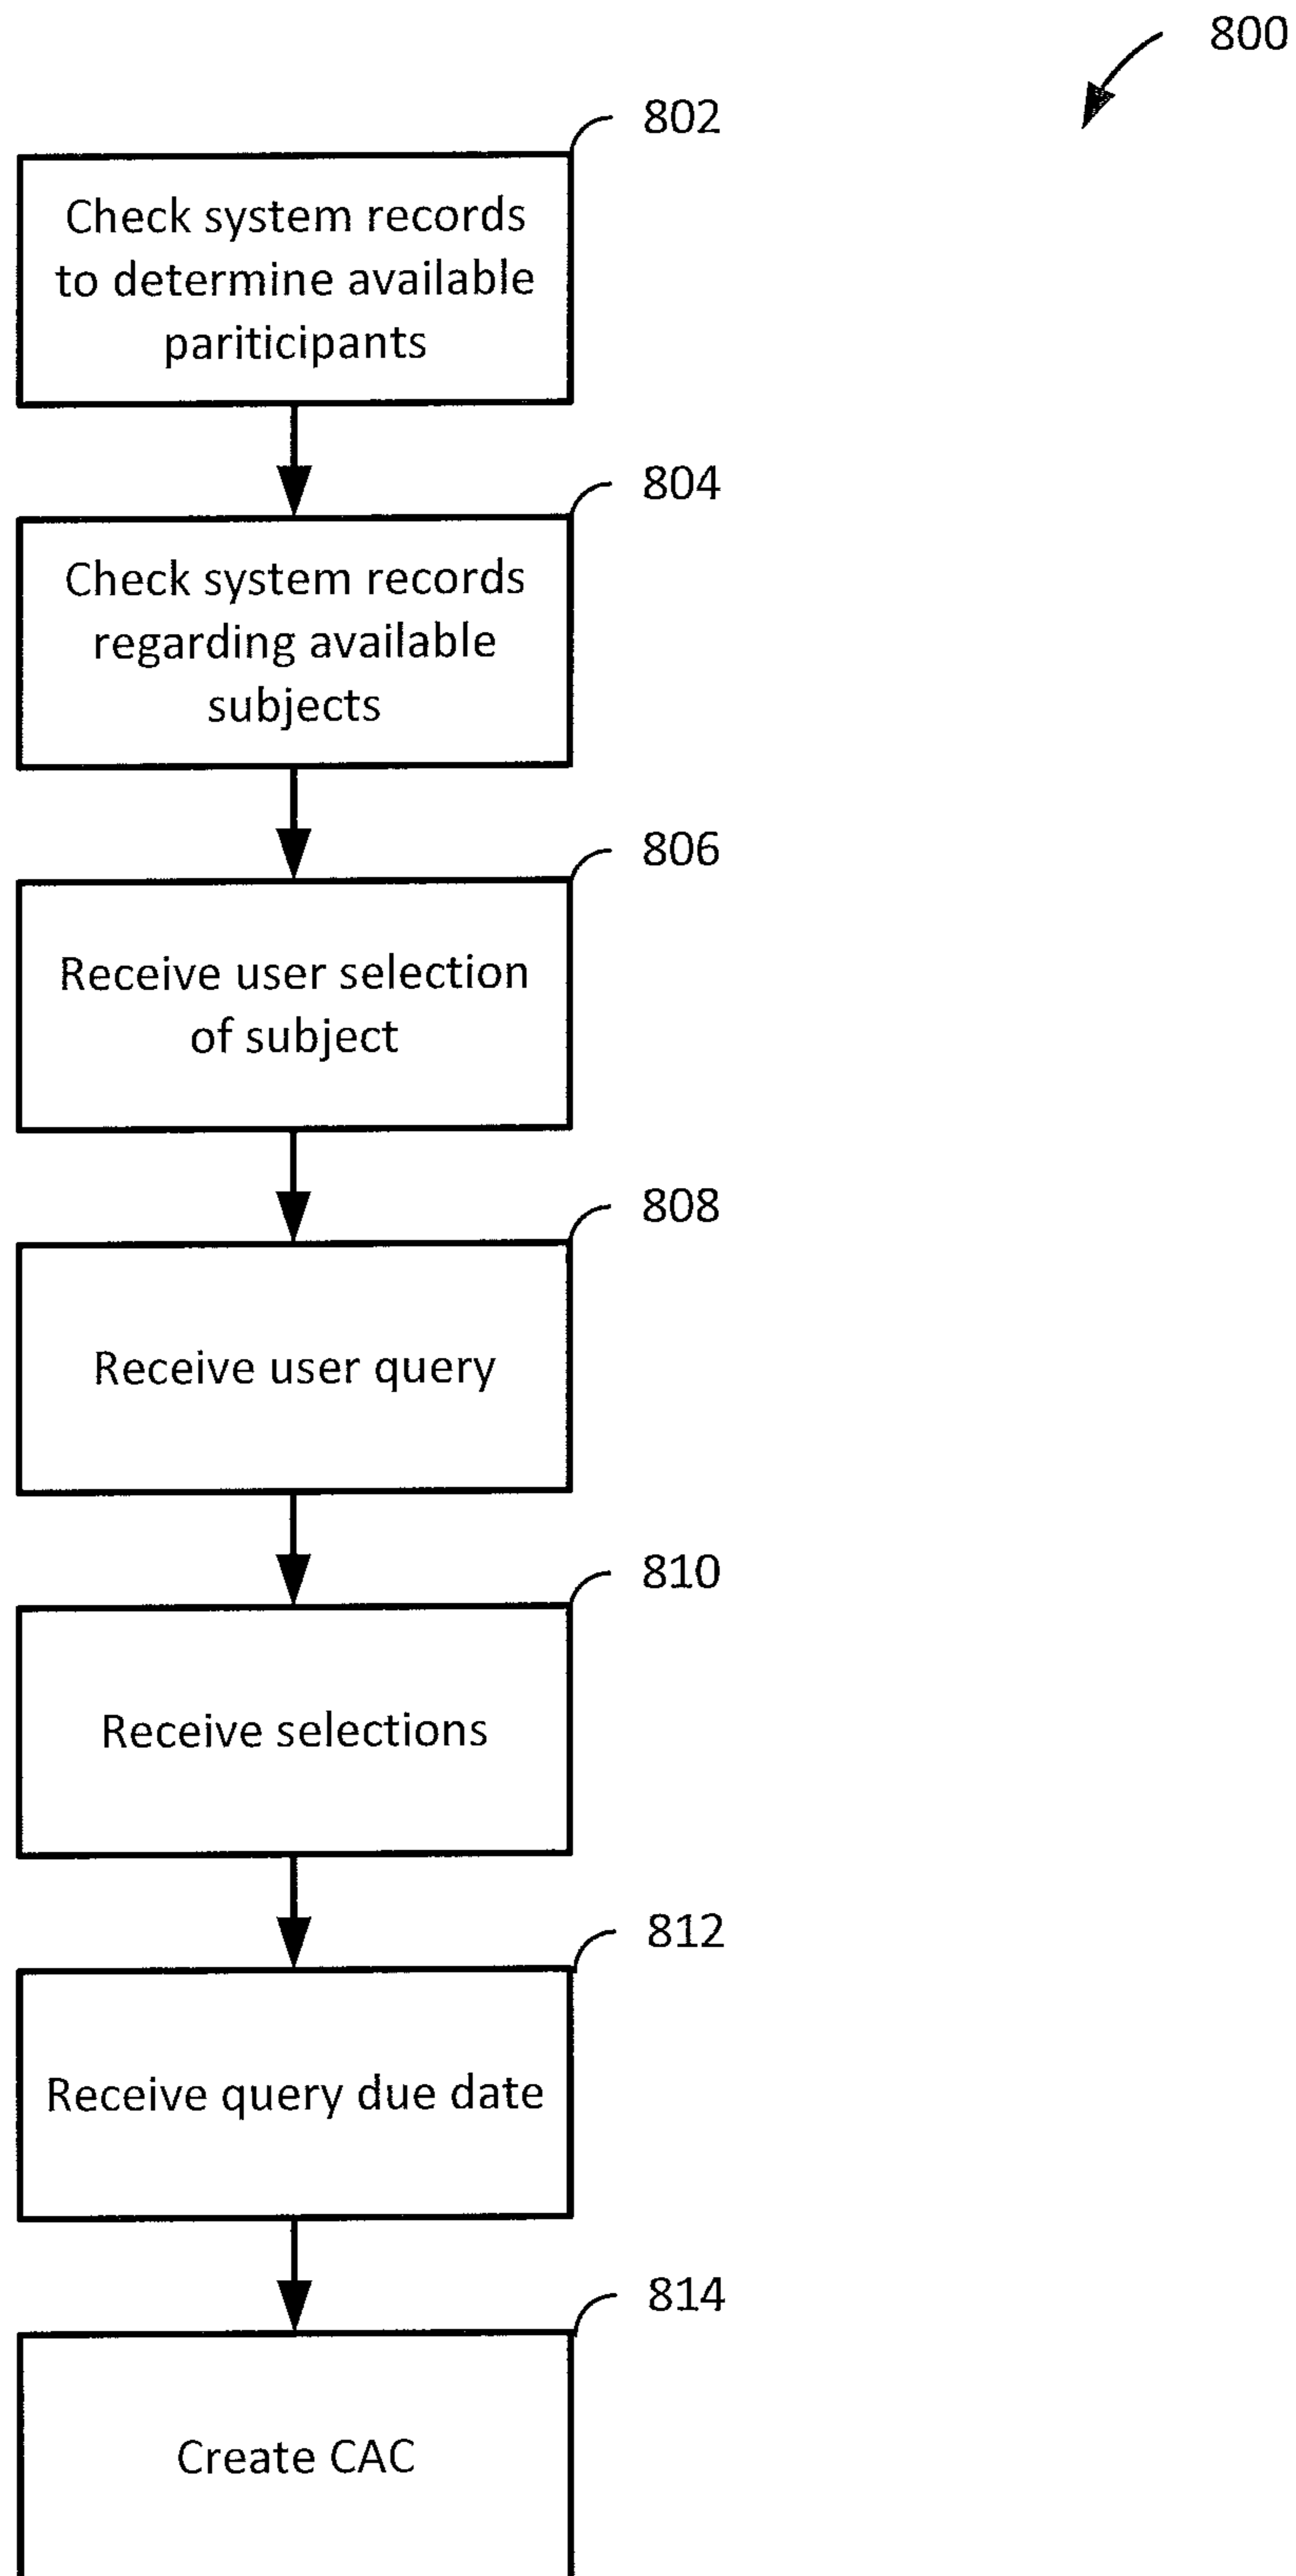 800
802
Check system records
to determine available
pariticipants
804
Check system records
regarding available
subjects
806
Receive user selection
of subject
808
Receive user query
810
Receive selections
812
Receive query due date
814
Create CAC